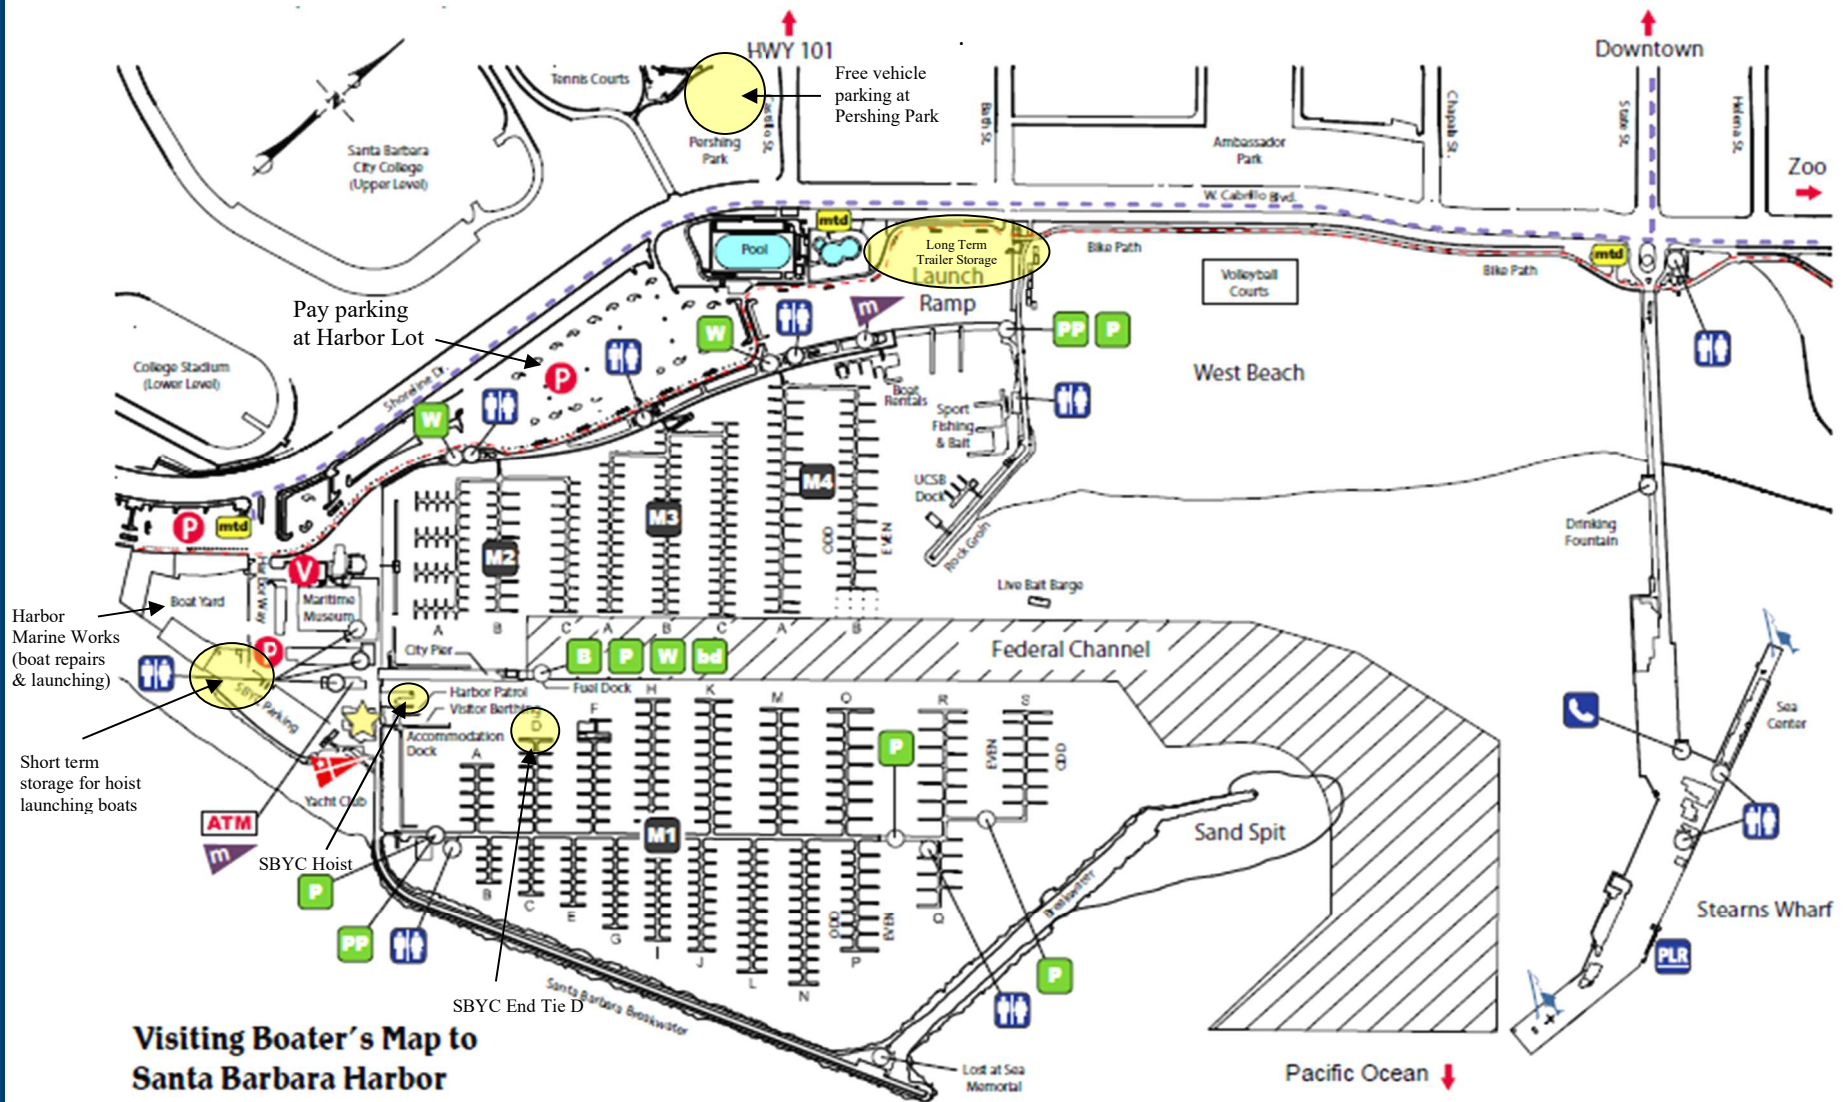 HWY 101
Downtown
Tennis Courts
Free vehicle
parking at
Pershing Park
Castillo St.
Bath St.
Chapala St.
State St.
Helena St.
N
Santa Barbara
City College
(Upper Level)
Pershing
Park
Ambassador
Park
Zoo
W. Cabrillo Blvd.
mtd
Pool
Long Term
Trailer Storage
Launch
Ramp
Bike Path
Bike Path
mtd
Volleyball
Courts
Pay parking
at Harbor Lot
W
m
PP
P
P
College Stadium
(Lower Level)
Shoreline Dr.
West Beach
Boat
Rentals
Sport
Fishing
& Bait
W
M4
UCSB
Dock
M3
ODD
EVEN
Rock Groin
P
mtd
M2
Drinking
Fountain
V
Harbor Way
Boat Yard
Maritime
Museum
Live Bait Barge
Harbor
Marine Works
(boat repairs
& launching)
A
B
C
A
B
C
A
B
P
City Pier
B
P
W
bd
Federal Channel
SBYC Parking
Harbor Patrol
Visitor Berthing
Fuel Dock
Accommodation
Dock
A
D
F
H
K
M
O
R
S
EVEN
ODD
P
Sea
Center
Short term
storage for hoist
launching boats
Yacht Club
ATM
m
SBYC Hoist
M1
Sand Spit
P
B
C
E
G
I
J
L
N
P
Q
ODD
EVEN
Breakwater
PP
Stearns Wharf
PLR
P
SBYC End Tie D
Santa Barbara Breakwater
Visiting Boater's Map to
Santa Barbara Harbor
Lost at Sea
Memorial
Pacific Ocean